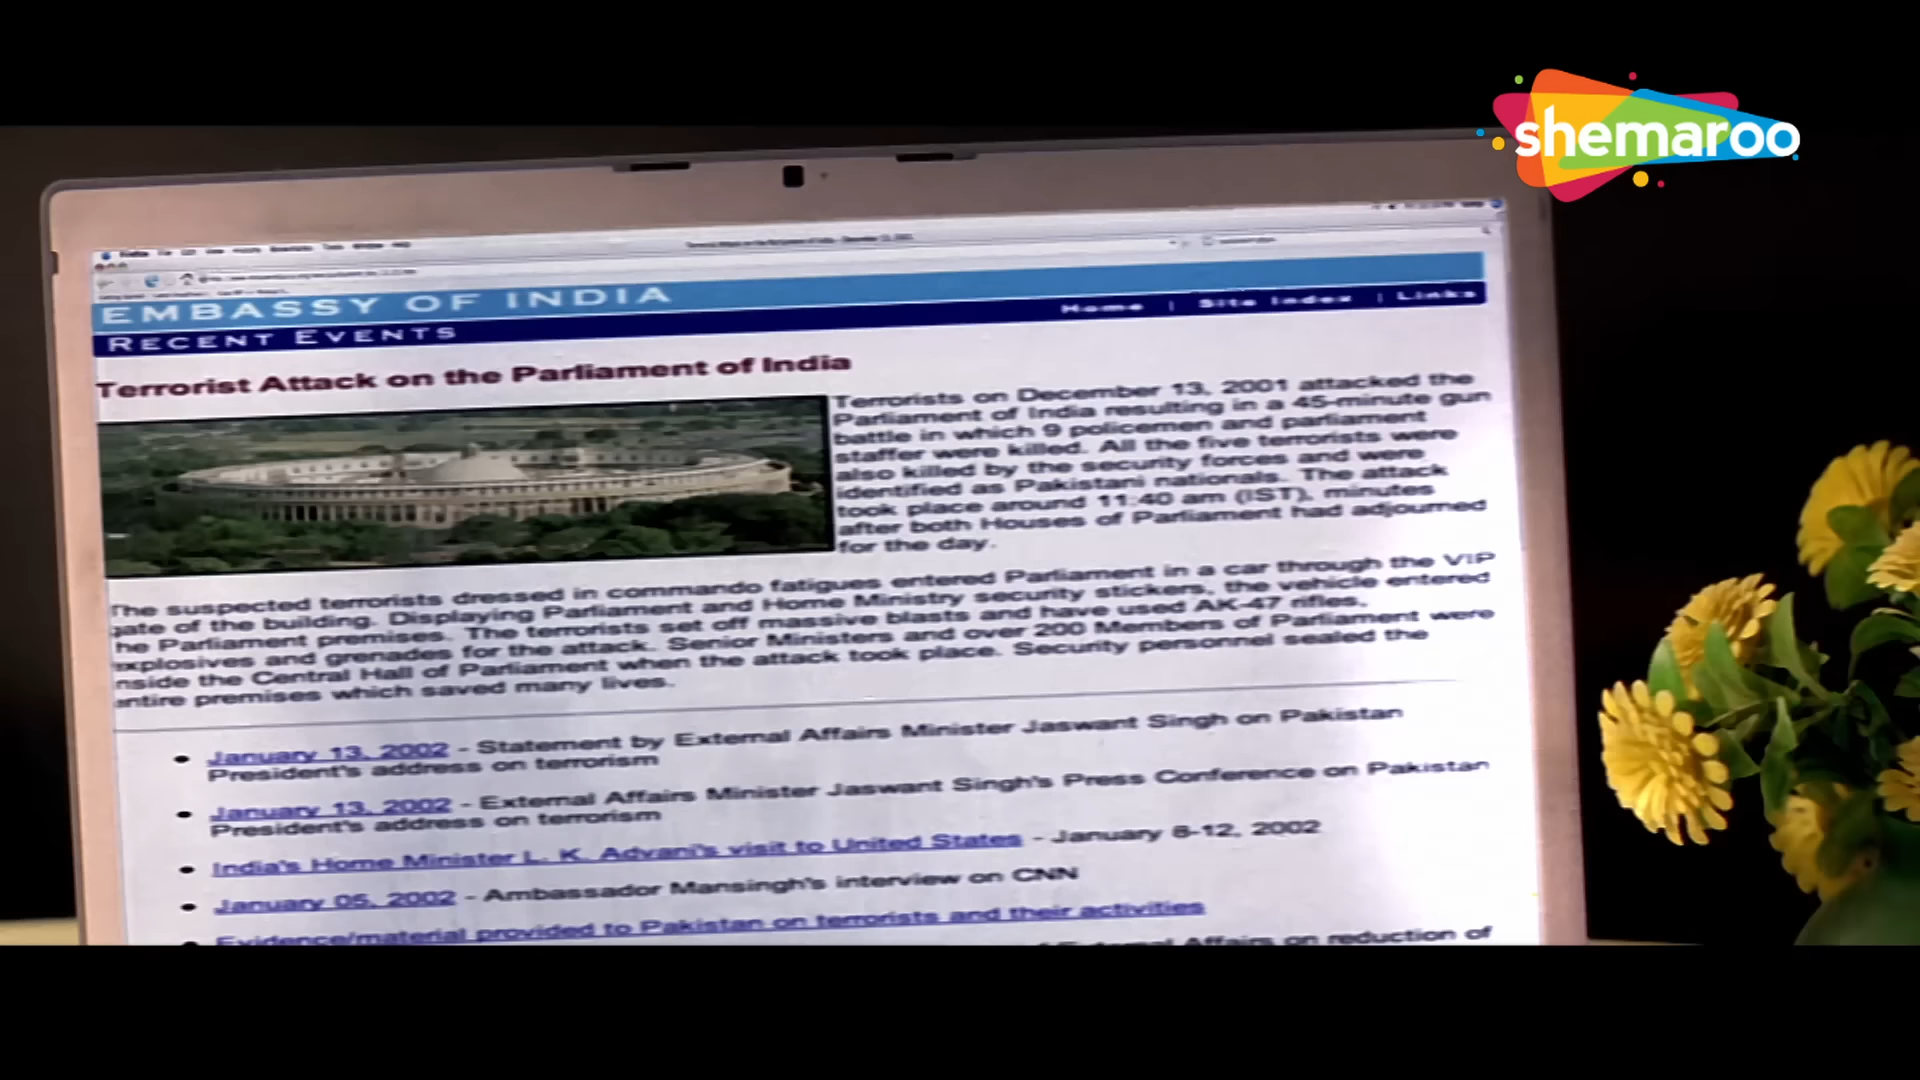 shemaroo
EMBASSY OF INDIA
RECENT EVENTS
Home | Site Index | Links
Terrorist Attack on the Parliament of India
Terrorists on December 13, 2001 attacked the
Parliament of India resulting in a 45-minute gun
battle in which 9 policemen and parliament
staffer were killed. All the five terrorists were
also killed by the security forces and were
identified as Pakistani nationals. The attack
took place around 11:40 am (IST), minutes
after both Houses of Parliament had adjourned
for the day.
The suspected terrorists dressed in commando fatigues entered Parliament in a car through the VIP
gate of the building. Displaying Parliament and Home Ministry security stickers, the vehicle entered
he Parliament premises. The terrorists set off massive blasts and have used AK-47 rifles,
explosives and grenades for the attack. Senior Ministers and over 200 Members of Parliament were
nside the Central Hall of Parliament when the attack took place. Security personnel sealed the
entire premises which saved many lives.
• January 13, 2002 - Statement by External Affairs Minister Jaswant Singh on Pakistan
President's address on terrorism
• January 13, 2002 - External Affairs Minister Jaswant Singh's Press Conference on Pakistan
President's address on terrorism
• India's Home Minister L. K. Advani's visit to United States - January 8-12, 2002
• January 05, 2002 - Ambassador Mansingh's interview on CNN
• Evidence/material provided to Pakistan on terrorists and their activities
of External Affairs on reduction of